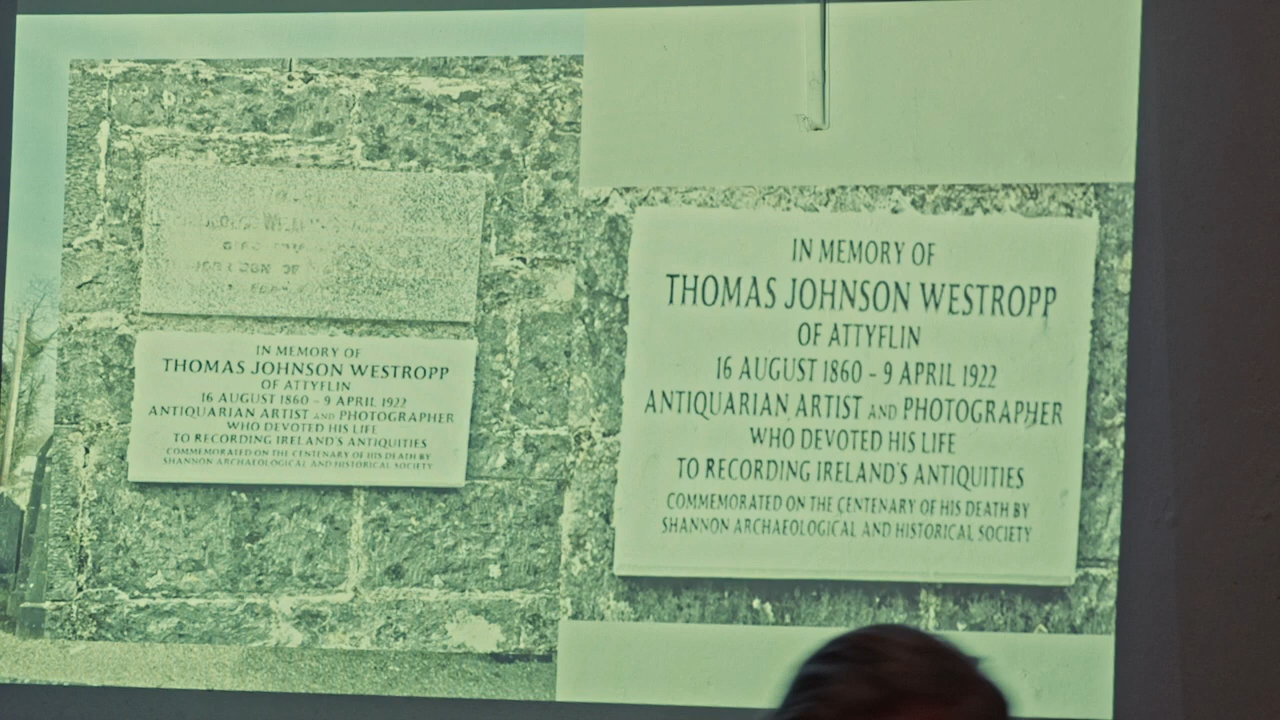 IN MEMORY OF
THOMAS JOHNSON WESTROPP
OF ATTYFLIN
16 AUGUST 1860 – 9 APRIL 1922
ANTIQUARIAN ARTIST AND PHOTOGRAPHER
WHO DEVOTED HIS LIFE
TO RECORDING IRELAND'S ANTIQUITIES
COMMEMORATED ON THE CENTENARY OF HIS DEATH BY
SHANNON ARCHAEOLOGICAL AND HISTORICAL SOCIETY
IN MEMORY OF
THOMAS JOHNSON WESTROPP
OF ATTYFLIN
16 AUGUST 1860 – 9 APRIL 1922
ANTIQUARIAN ARTIST AND PHOTOGRAPHER
WHO DEVOTED HIS LIFE
TO RECORDING IRELAND'S ANTIQUITIES
COMMEMORATED ON THE CENTENARY OF HIS DEATH BY
SHANNON ARCHAEOLOGICAL AND HISTORICAL SOCIETY